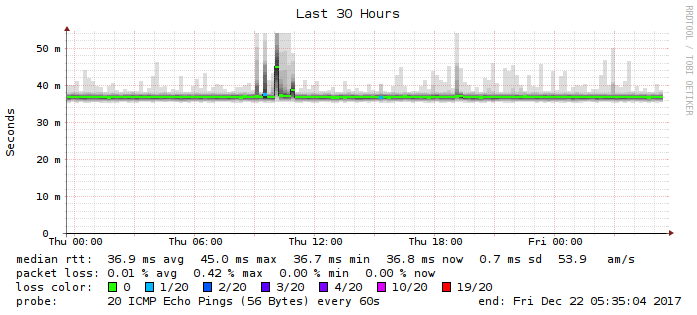 Last 30 Hours
RRDTOOL / TOBI OETIKER
Seconds
50 m
40 m
30 m
20 m
10 m
0
Thu 00:00 Thu 06:00 Thu 12:00 Thu 18:00 Fri 00:00
median rtt: 36.9 ms avg 45.0 ms max 36.7 ms min 36.8 ms now 0.7 ms sd 53.9 am/s
packet loss: 0.01 % avg 0.42 % max 0.00 % min 0.00 % now
loss color: 0 1/20 2/20 3/20 4/20 10/20 19/20
probe: 20 ICMP Echo Pings (56 Bytes) every 60s end: Fri Dec 22 05:35:04 2017